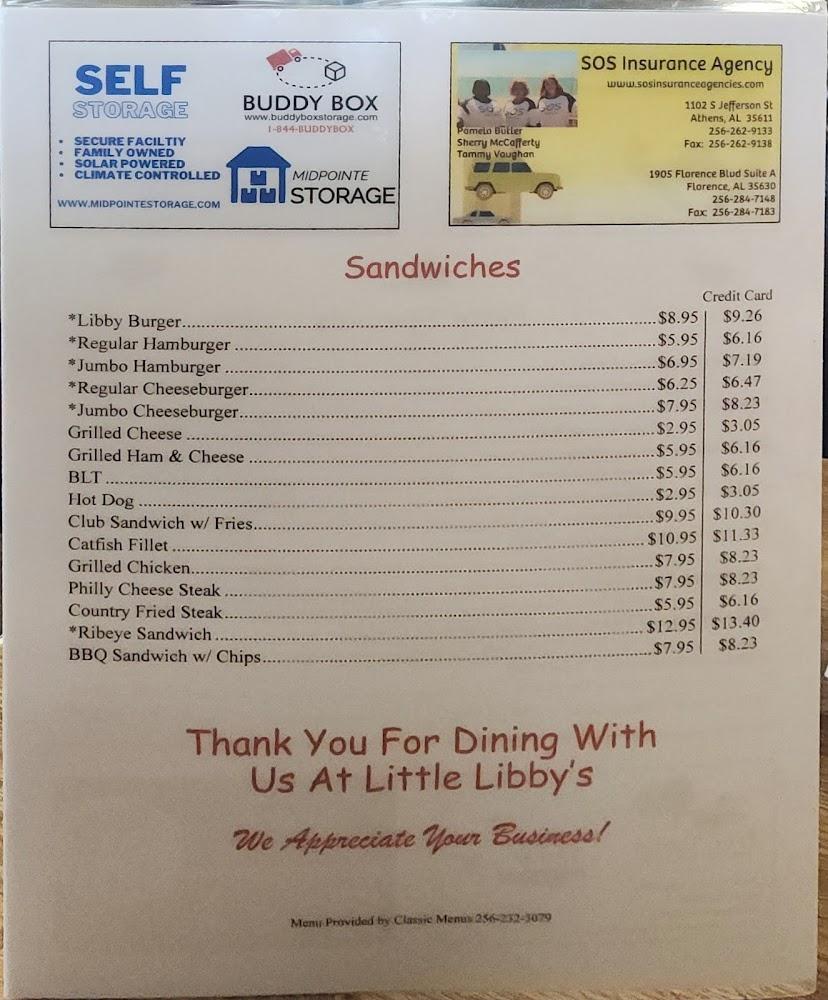 SELF
STORAGE
• SECURE FACILTIY
• FAMILY OWNED
• SOLAR POWERED
• CLIMATE CONTROLLED
WWW.MIDPOINTESTORAGE.COM
BUDDY BOX
www.buddyboxstorage.com
1-844-BUDDYBOX
MIDPOINTE
STORAGE
SOS Insurance Agency
www.sosinsuranceagencies.com
Pamela Butler
Sherry McCafferty
Tammy Vaughan
1102 S Jefferson St
Athens, AL 35611
256-262-9133
Fax: 256-262-9138
1905 Florence Blud Suite A
Florence, AL 35630
256-284-7148
Fax: 256-284-7183
Sandwiches
Credit Card
*Libby Burger $8.95 $9.26
*Regular Hamburger $5.95 $6.16
*Jumbo Hamburger $6.95 $7.19
*Regular Cheeseburger $6.25 $6.47
*Jumbo Cheeseburger $7.95 $8.23
Grilled Cheese $2.95 $3.05
Grilled Ham & Cheese $5.95 $6.16
BLT $5.95 $6.16
Hot Dog $2.95 $3.05
Club Sandwich w/ Fries $9.95 $10.30
Catfish Fillet $10.95 $11.33
Grilled Chicken $7.95 $8.23
Philly Cheese Steak $7.95 $8.23
Country Fried Steak $5.95 $6.16
*Ribeye Sandwich $12.95 $13.40
BBQ Sandwich w/ Chips $7.95 $8.23
Thank You For Dining With
Us At Little Libby's
We Appreciate Your Business!
Menu Provided by Classic Menus 256-232-3079